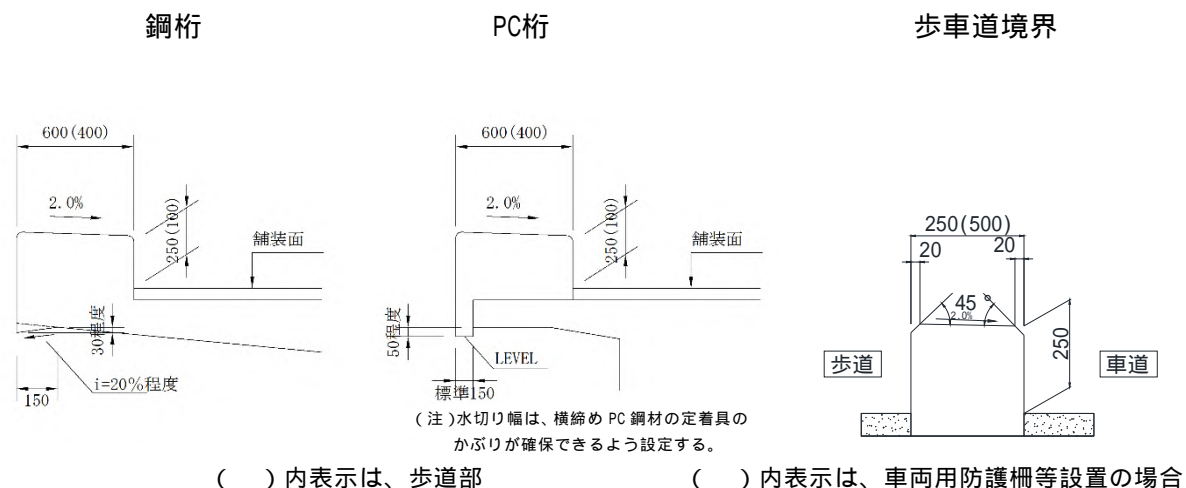 鋼桁
PC桁
歩車道境界
600(400)
2.0%
250(100)
舗装面
30程度
i=20%程度
150
600(400)
2.0%
250(100)
舗装面
50程度
LEVEL
標準150
(注)水切り幅は、横締め PC 鋼材の定着具の
かぶりが確保できるよう設定する。
250(500)
20
20
45°
2.0%
250
歩道
車道
(　)内表示は、歩道部
(　)内表示は、車両用防護柵等設置の場合